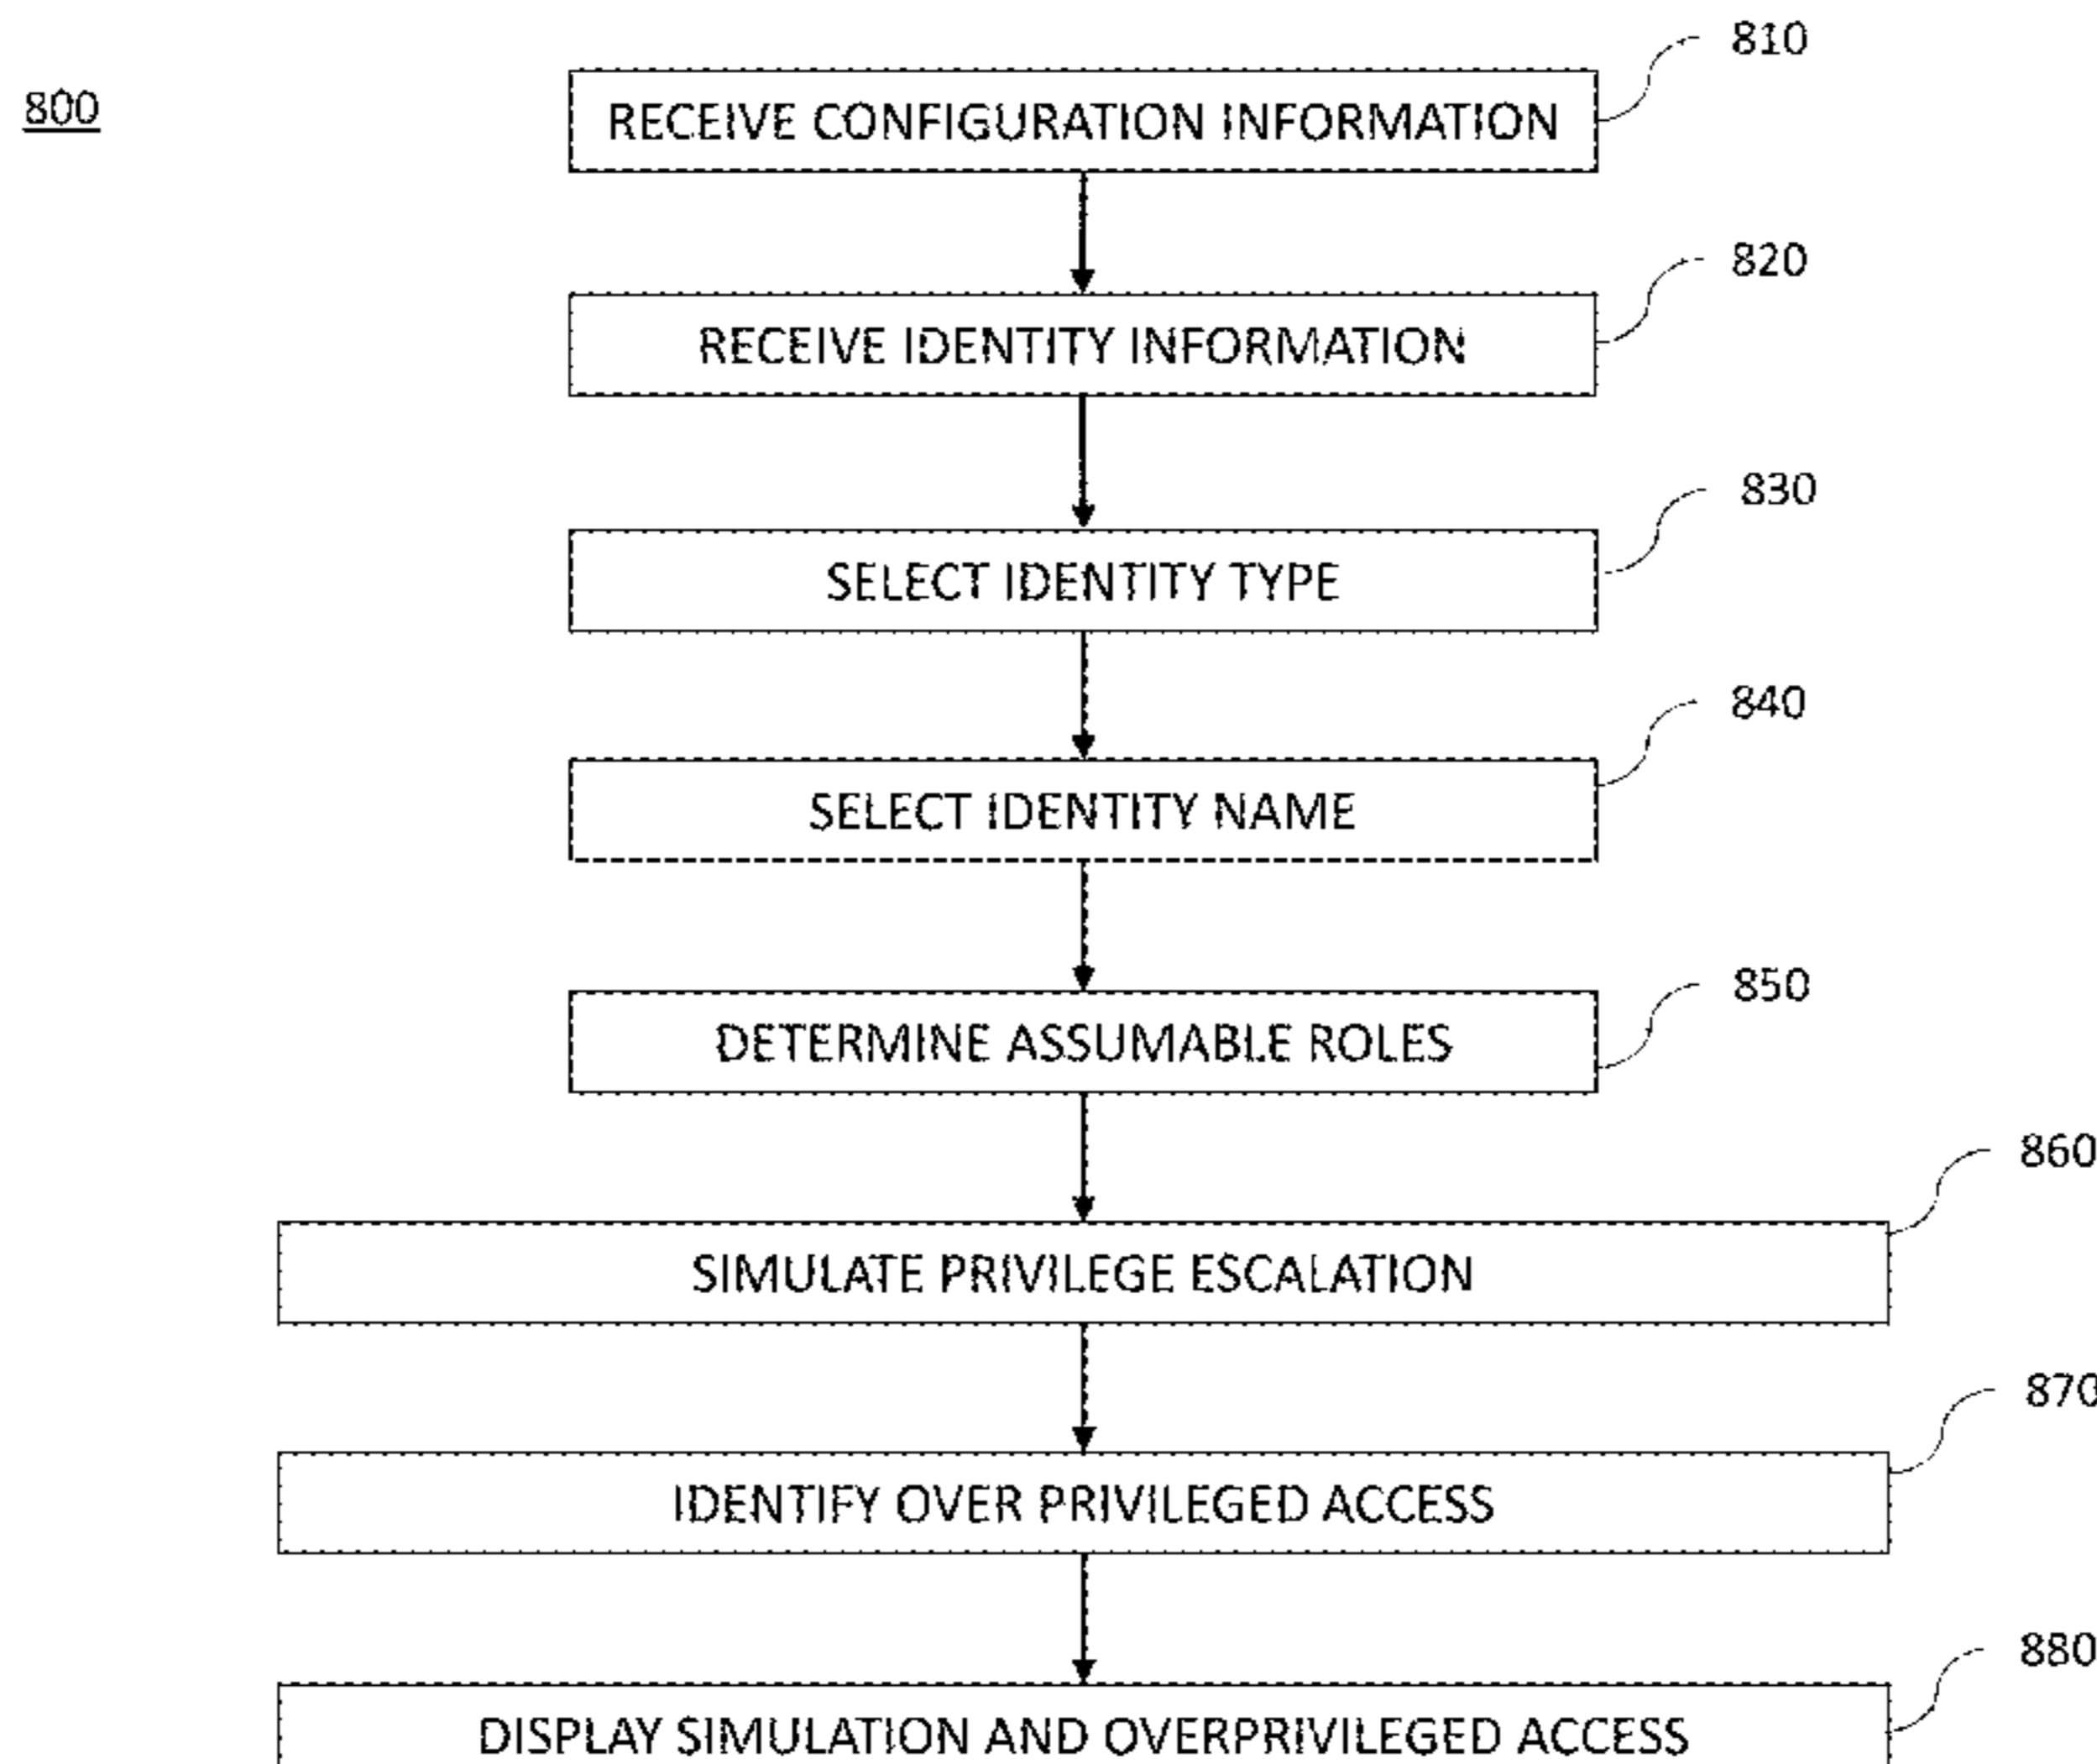 810
800
RECEIVE CONFIGURATION INFORMATION
820
RECEIVE IDENTITY INFORMATION
830
SELECT IDENTITY TYPE
840
SELECT IDENTITY NAME
850
DETERMINE ASSUMABLE ROLES
860
SIMULATE PRIVILEGE ESCALATION
870
IDENTIFY OVER PRIVILEGED ACCESS
880
DISPLAY SIMULATION AND OVERPRIVILEGED ACCESS